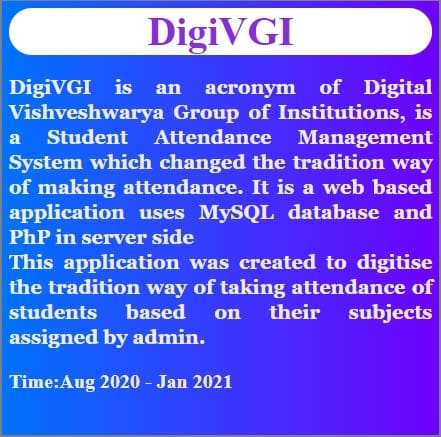 DigiVGI
DigiVGI is an acronym of Digital
Vishveshwarya Group of Institutions, is
a Student Attendance Management
System which changed the tradition way
of making attendance. It is a web based
application uses MySQL database and
PhP in server side
This application was created to digitise
the tradition way of taking attendance of
students based on their subjects
assigned by admin.
Time:Aug 2020 - Jan 2021